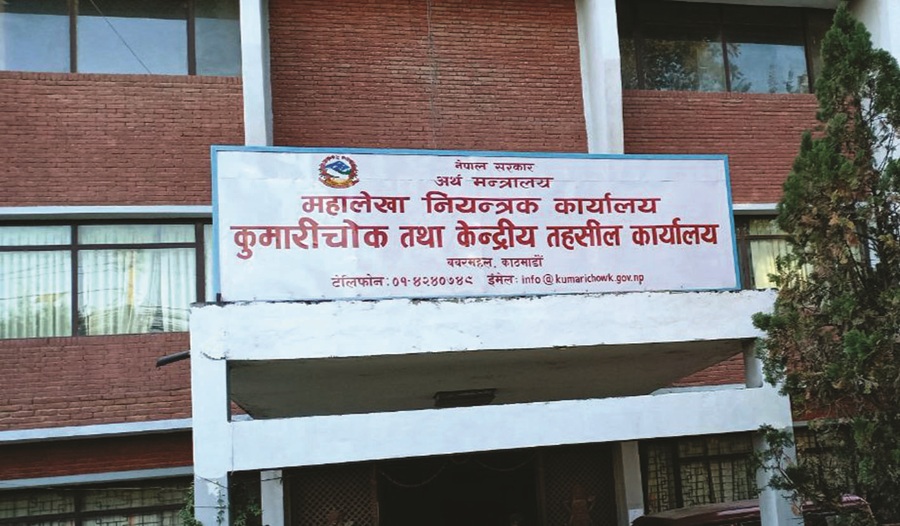 नेपाल सरकार
अर्थ मन्त्रालय
महालेखा नियन्त्रक कार्यालय
कुमारीचोक तथा केन्द्रीय तहसील कार्यालय
बबरमहल, काठमाडौं
टेलिफोन: ०१-४२४०७४९ ईमेल: info@kumarichowk.gov.np